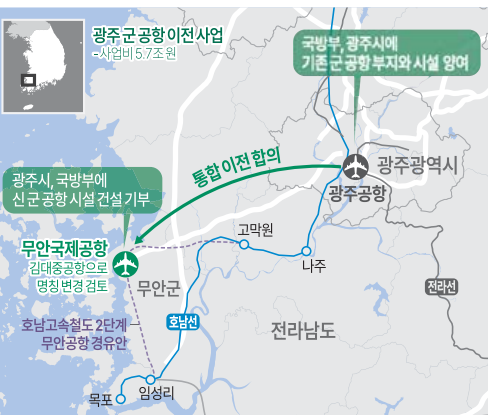 광주 군 공항 이전 사업
- 사업비 5.7조 원
국방부, 광주시에
기존 군 공항 부지와 시설 양여
통합 이전 합의
광주광역시
광주공항
광주시, 국방부에
신 군 공항 시설 건설 기부
무안국제공항
김대중공항으로
명칭 변경 검토
고막원
나주
무안군
전라선
호남고속철도 2단계
무안공항 경유안
호남선
전라남도
임성리
목포